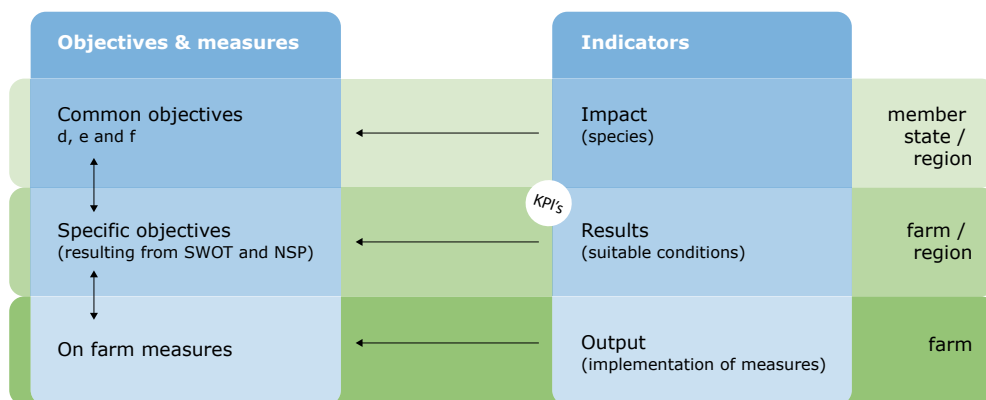 Objectives & measures
Indicators
Common objectives
d, e and f
Impact
(species)
member
state /
region
KPI's
Specific objectives
(resulting from SWOT and NSP)
Results
(suitable conditions)
farm /
region
On farm measures
Output
(implementation of measures)
farm